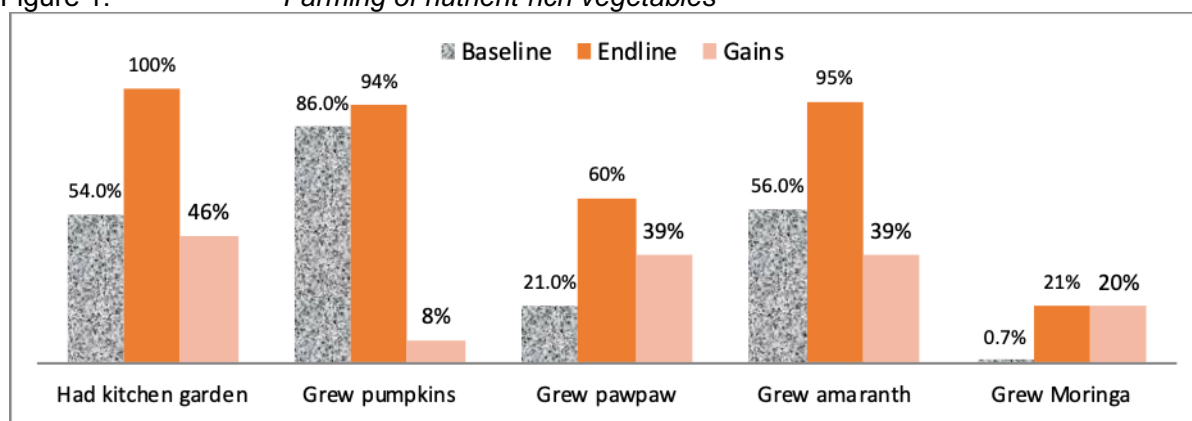 Figure 1: Farming of nutrient-rich vegetables
Baseline Endline Gains
54.0% 100% 46%
86.0% 94% 8%
21.0% 60% 39%
56.0% 95% 39%
0.7% 21% 20%
Had kitchen garden Grew pumpkins Grew pawpaw Grew amaranth Grew Moringa